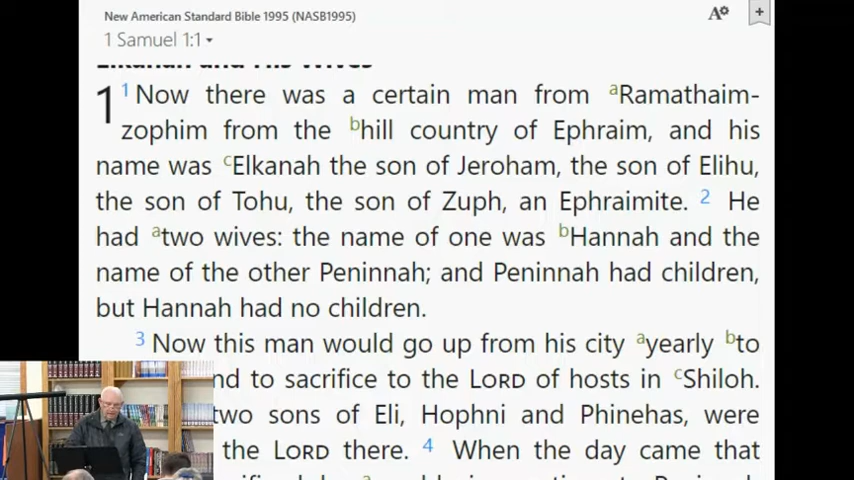 New American Standard Bible 1995 (NASB1995)
1 Samuel 1:1
Elkanah and His Wives
1 1 Now there was a certain man from aRamathaim-
zophim from the bhill country of Ephraim, and his
name was cElkanah the son of Jeroham, the son of Elihu,
the son of Tohu, the son of Zuph, an Ephraimite. 2 He
had atwo wives: the name of one was bHannah and the
name of the other Peninnah; and Peninnah had children,
but Hannah had no children.
3 Now this man would go up from his city ayearly bto
nd to sacrifice to the LORD of hosts in cShiloh.
two sons of Eli, Hophni and Phinehas, were
the LORD there. 4 When the day came that